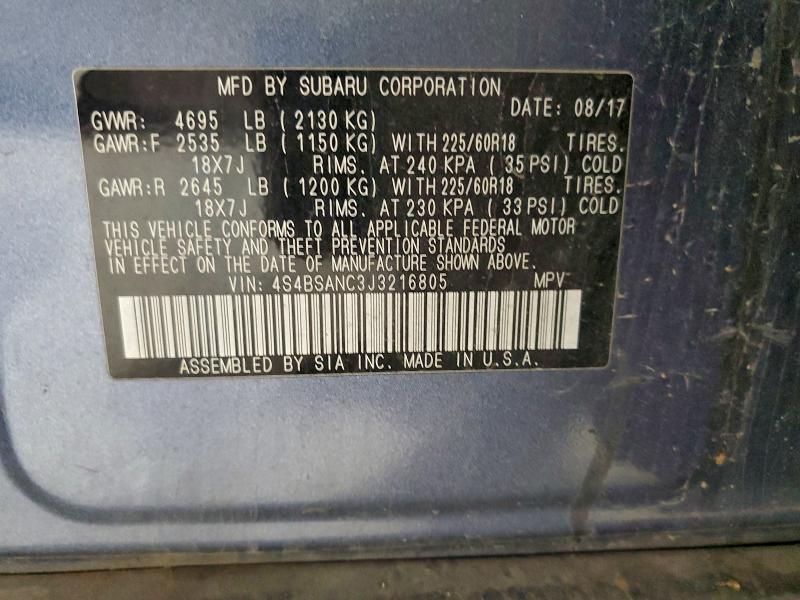 MFD BY SUBARU CORPORATION
DATE: 08/17
GVWR: 4695 LB ( 2130 KG)
GAWR:F 2535 LB ( 1150 KG) WITH 225/60R18 TIRES.
18X7J RIMS. AT 240 KPA ( 35 PSI) COLD
GAWR:R 2645 LB ( 1200 KG) WITH 225/60R18 TIRES.
18X7J RIMS. AT 230 KPA ( 33 PSI) COLD
THIS VEHICLE CONFORMS TO ALL APPLICABLE FEDERAL MOTOR
VEHICLE SAFETY AND THEFT PREVENTION STANDARDS
IN EFFECT ON THE DATE OF MANUFACTURE SHOWN ABOVE.
VIN: 4S4BSANC3J3216805 MPV
ASSEMBLED BY SIA INC. MADE IN U.S.A.